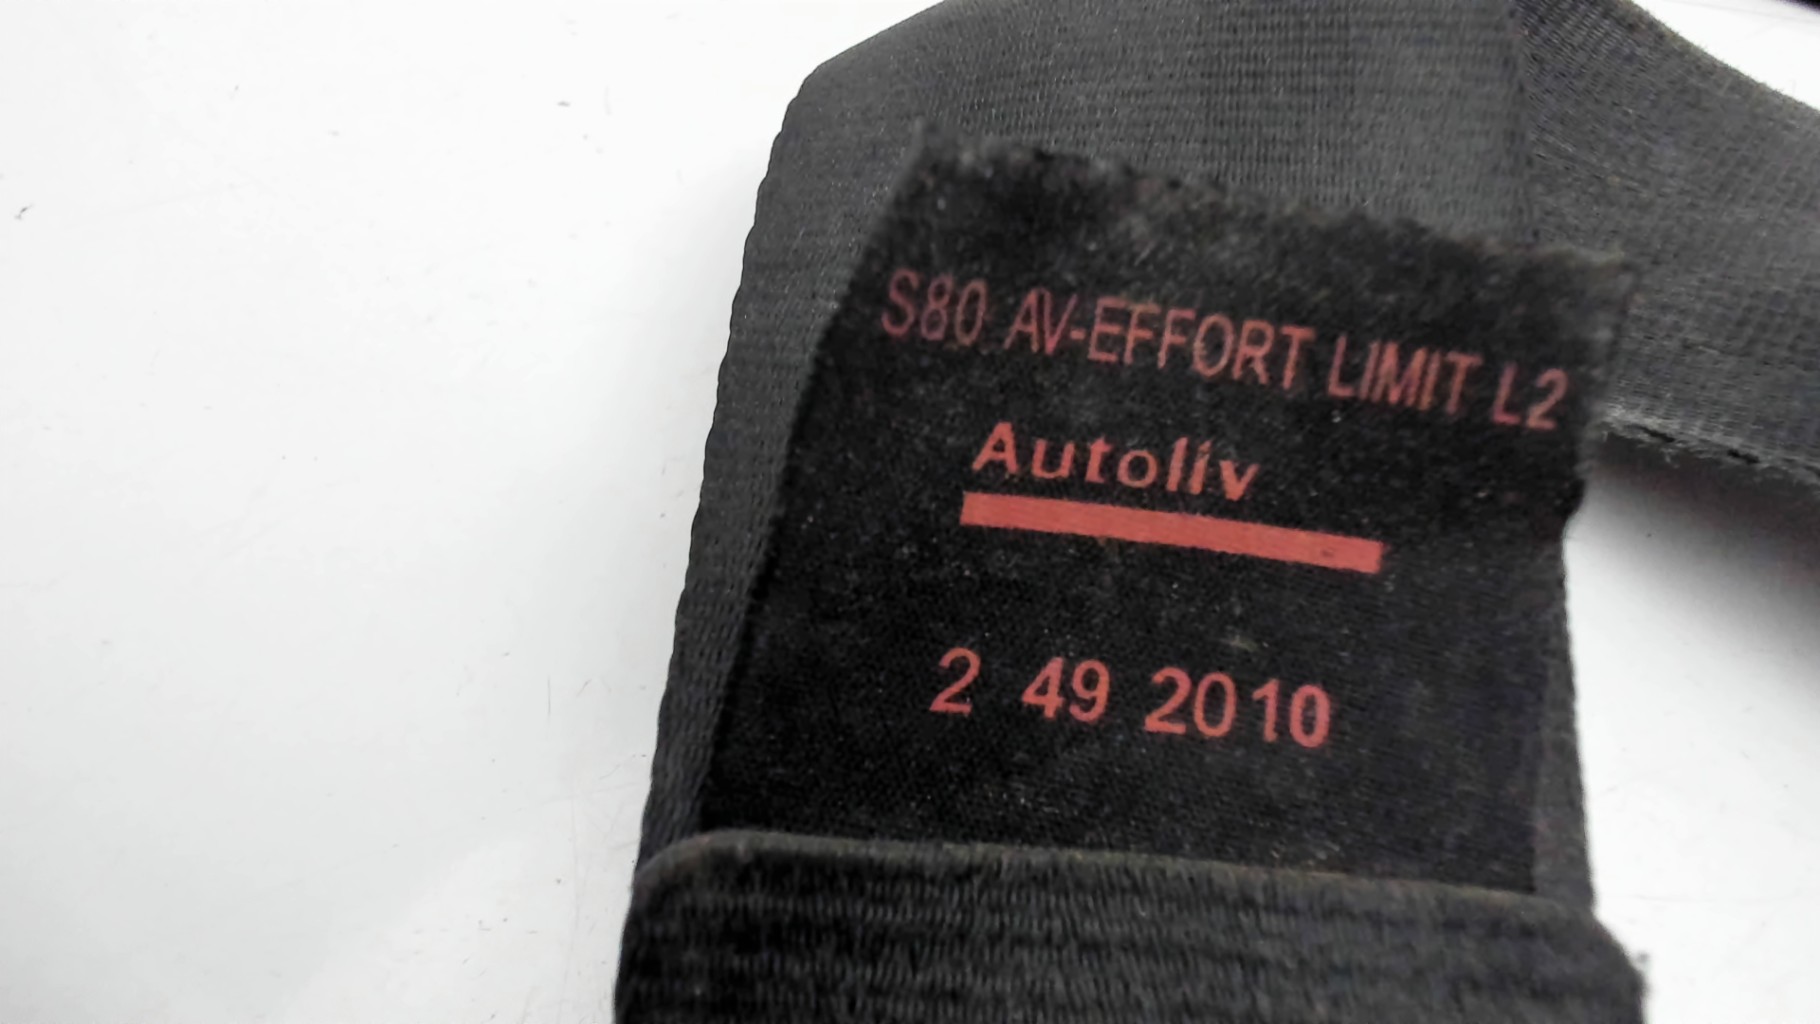 S80 AV-EFFORT LIMIT L2
Autoliv
2 49 2010